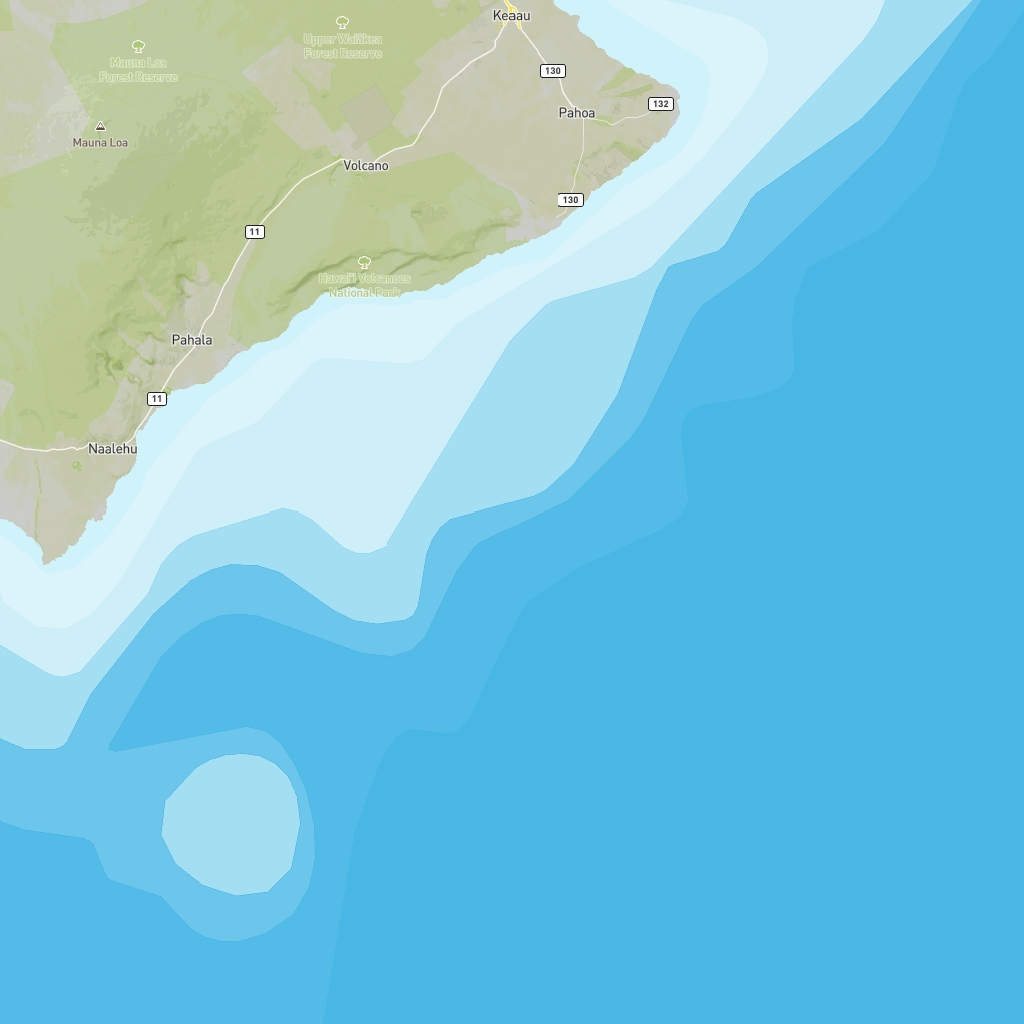 Keaau
Upper Waiākea
Forest Reserve
Mauna Loa
Forest Reserve
130
132
Pahoa
Mauna Loa
Volcano
130
11
Hawai'i Volcanoes
National Park
Pahala
11
Naalehu